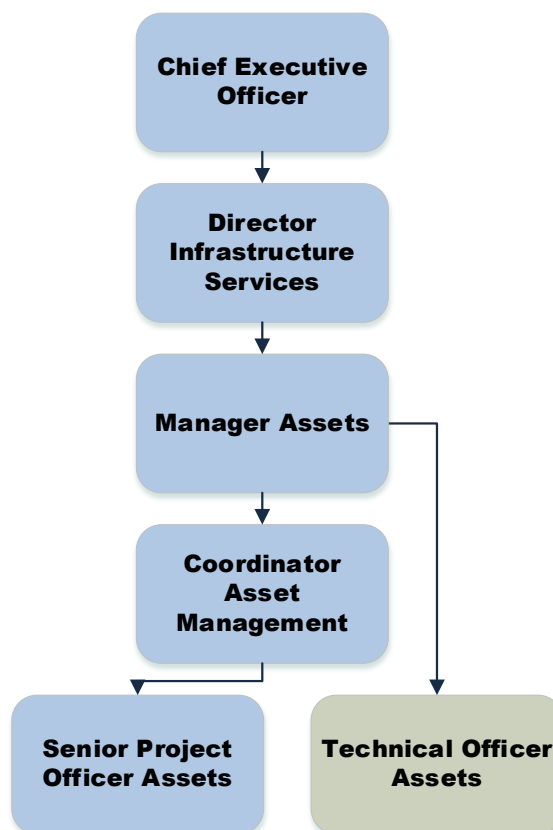 Chief Executive
Officer
Director
Infrastructure
Services
Manager Assets
Coordinator
Asset
Management
Senior Project
Officer Assets
Technical Officer
Assets